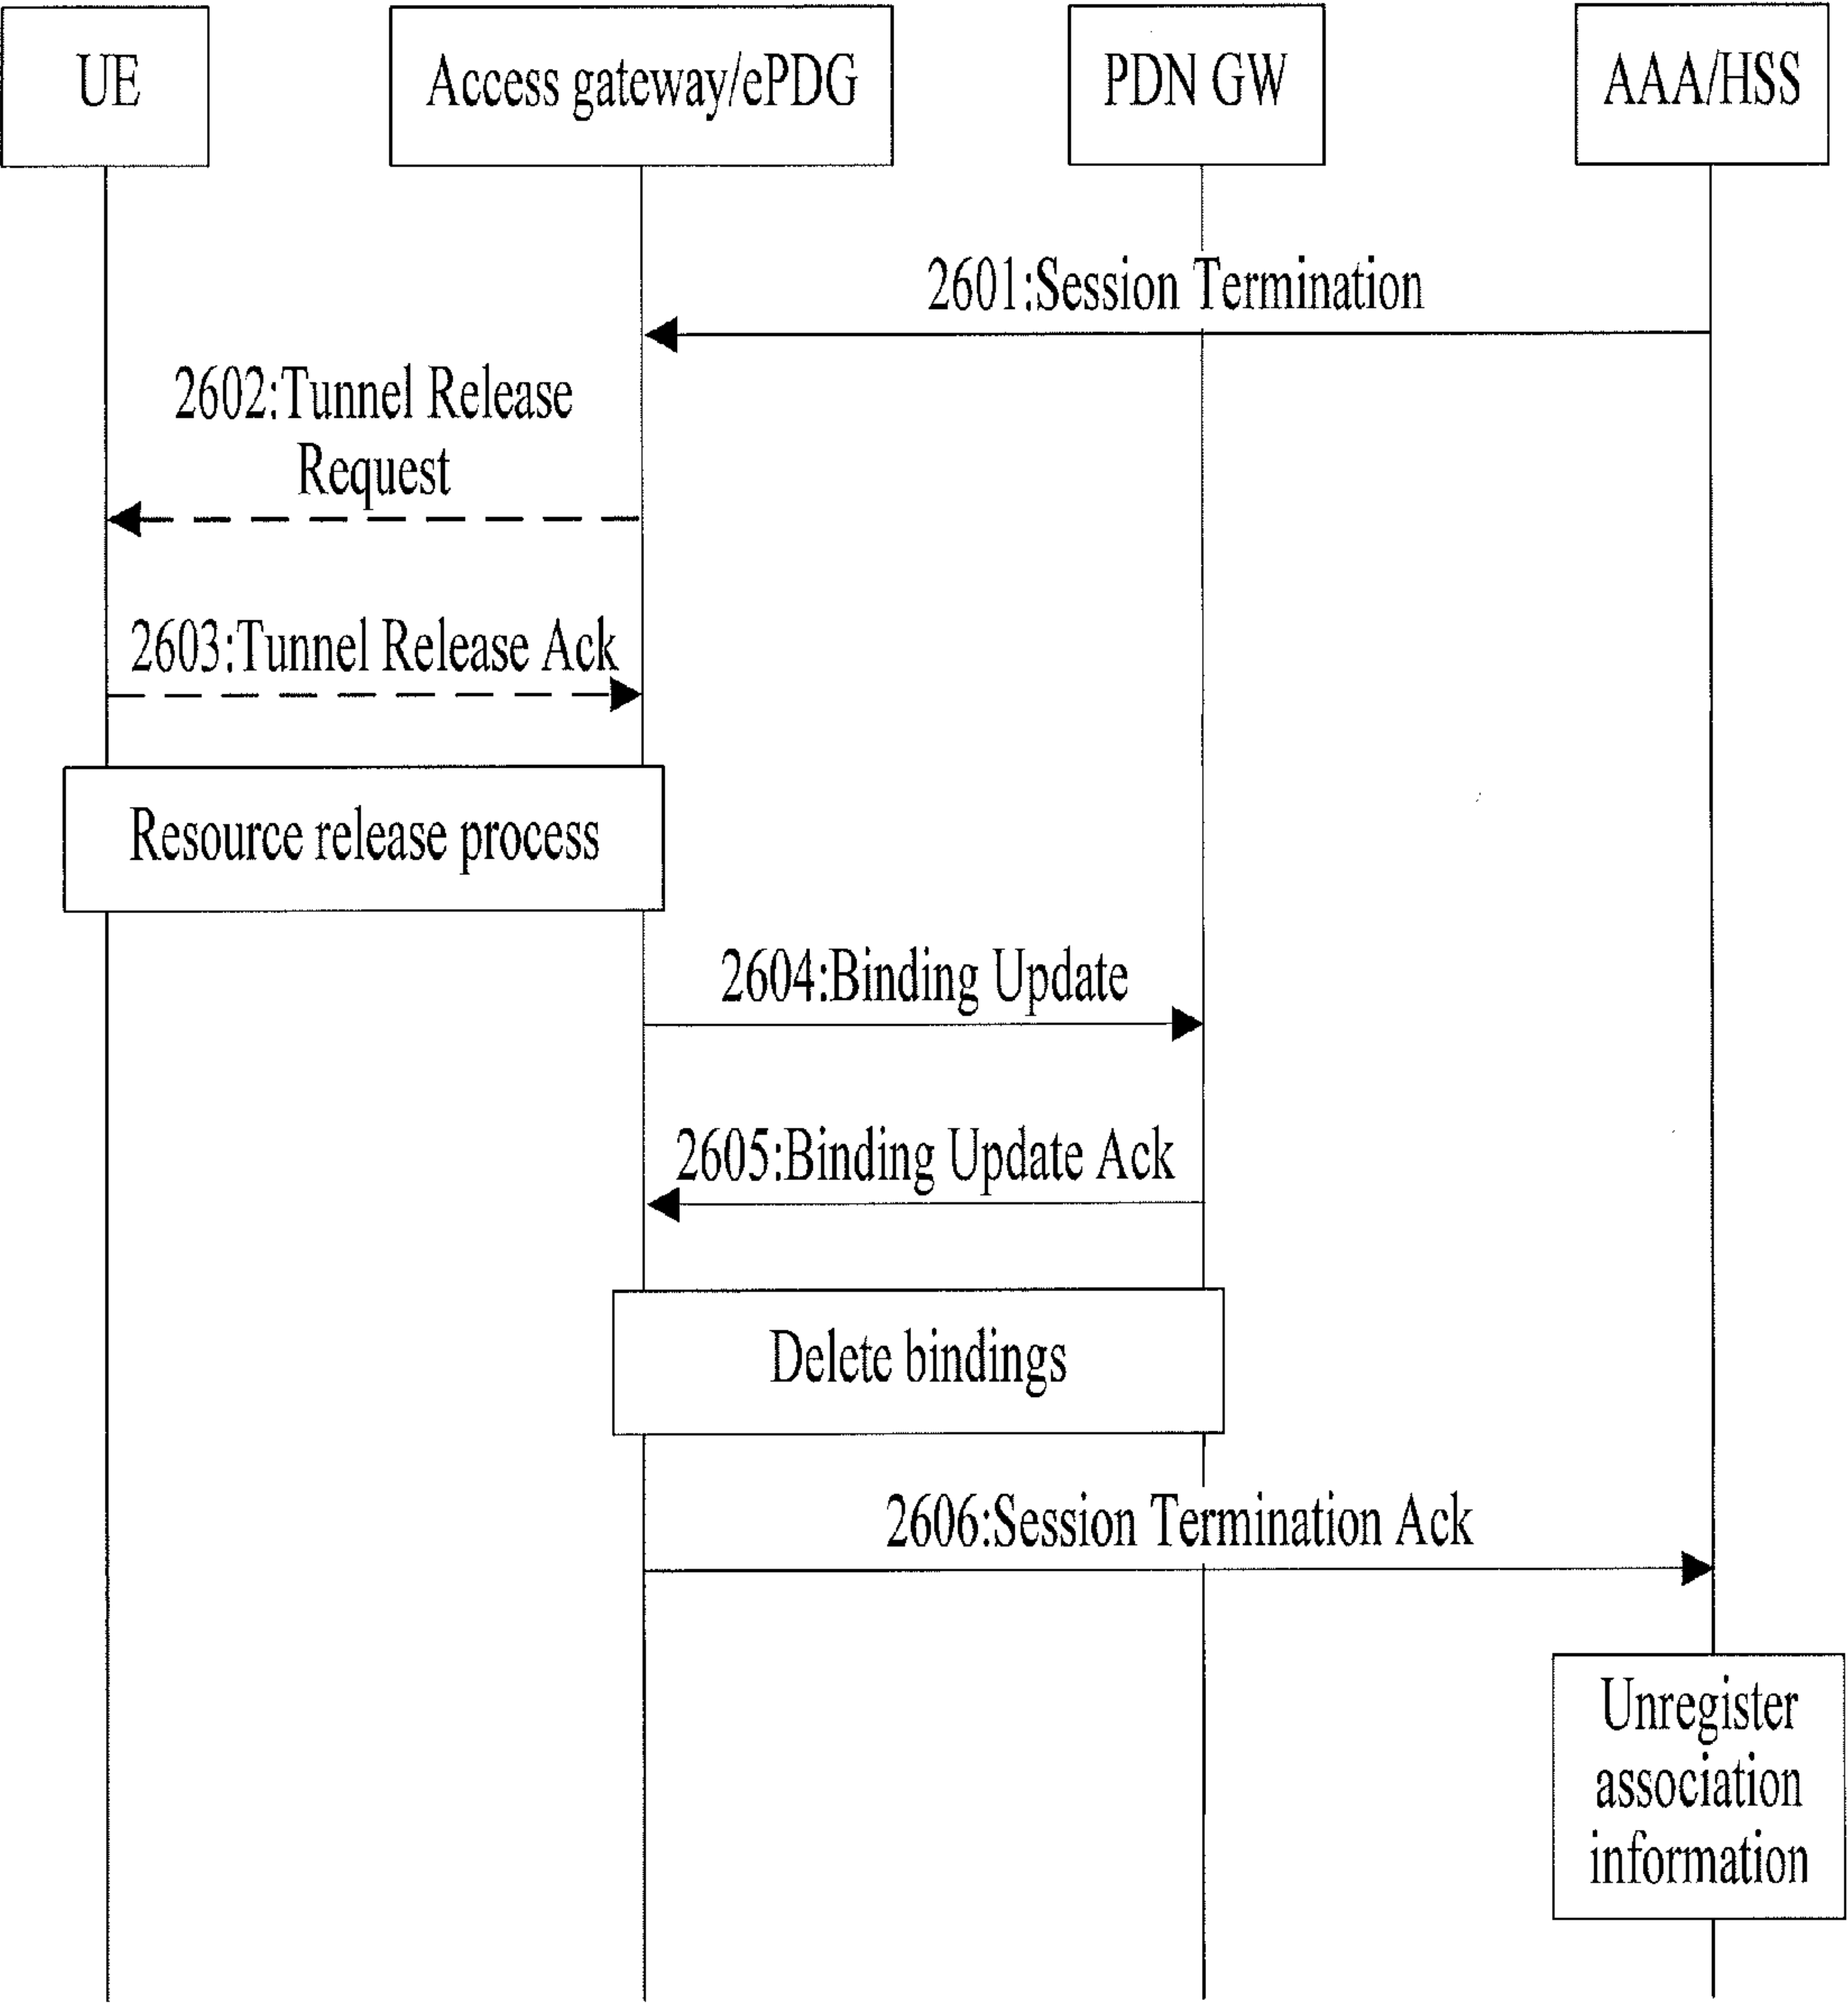 UE
Access gateway/ePDG
PDN GW
AAA/HSS
2601:Session Termination
2602:Tunnel Release
Request
2603:Tunnel Release Ack
Resource release process
2604:Binding Update
2605:Binding Update Ack
Delete bindings
2606:Session Termination Ack
Unregister
association
information